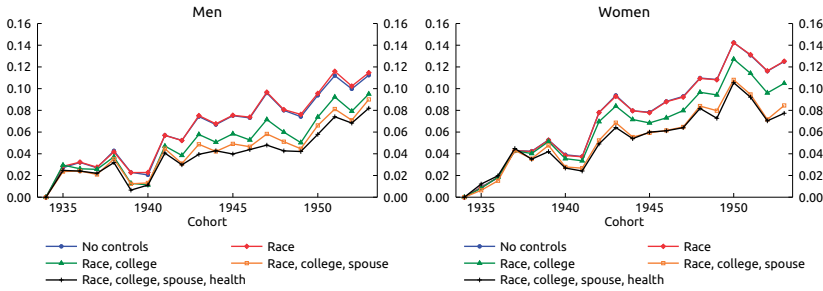 Men
Women
0.16 0.16 0.16 0.16
0.14 0.14 0.14 0.14
0.12 0.12 0.12 0.12
0.10 0.10 0.10 0.10
0.08 0.08 0.08 0.08
0.06 0.06 0.06 0.06
0.04 0.04 0.04 0.04
0.02 0.02 0.02 0.02
0.00 0.00 0.00 0.00
1935 1940 1945 1950 1935 1940 1945 1950
Cohort Cohort
No controls Race No controls Race
Race, college Race, college, spouse Race, college Race, college, spouse
Race, college, spouse, health Race, college, spouse, health